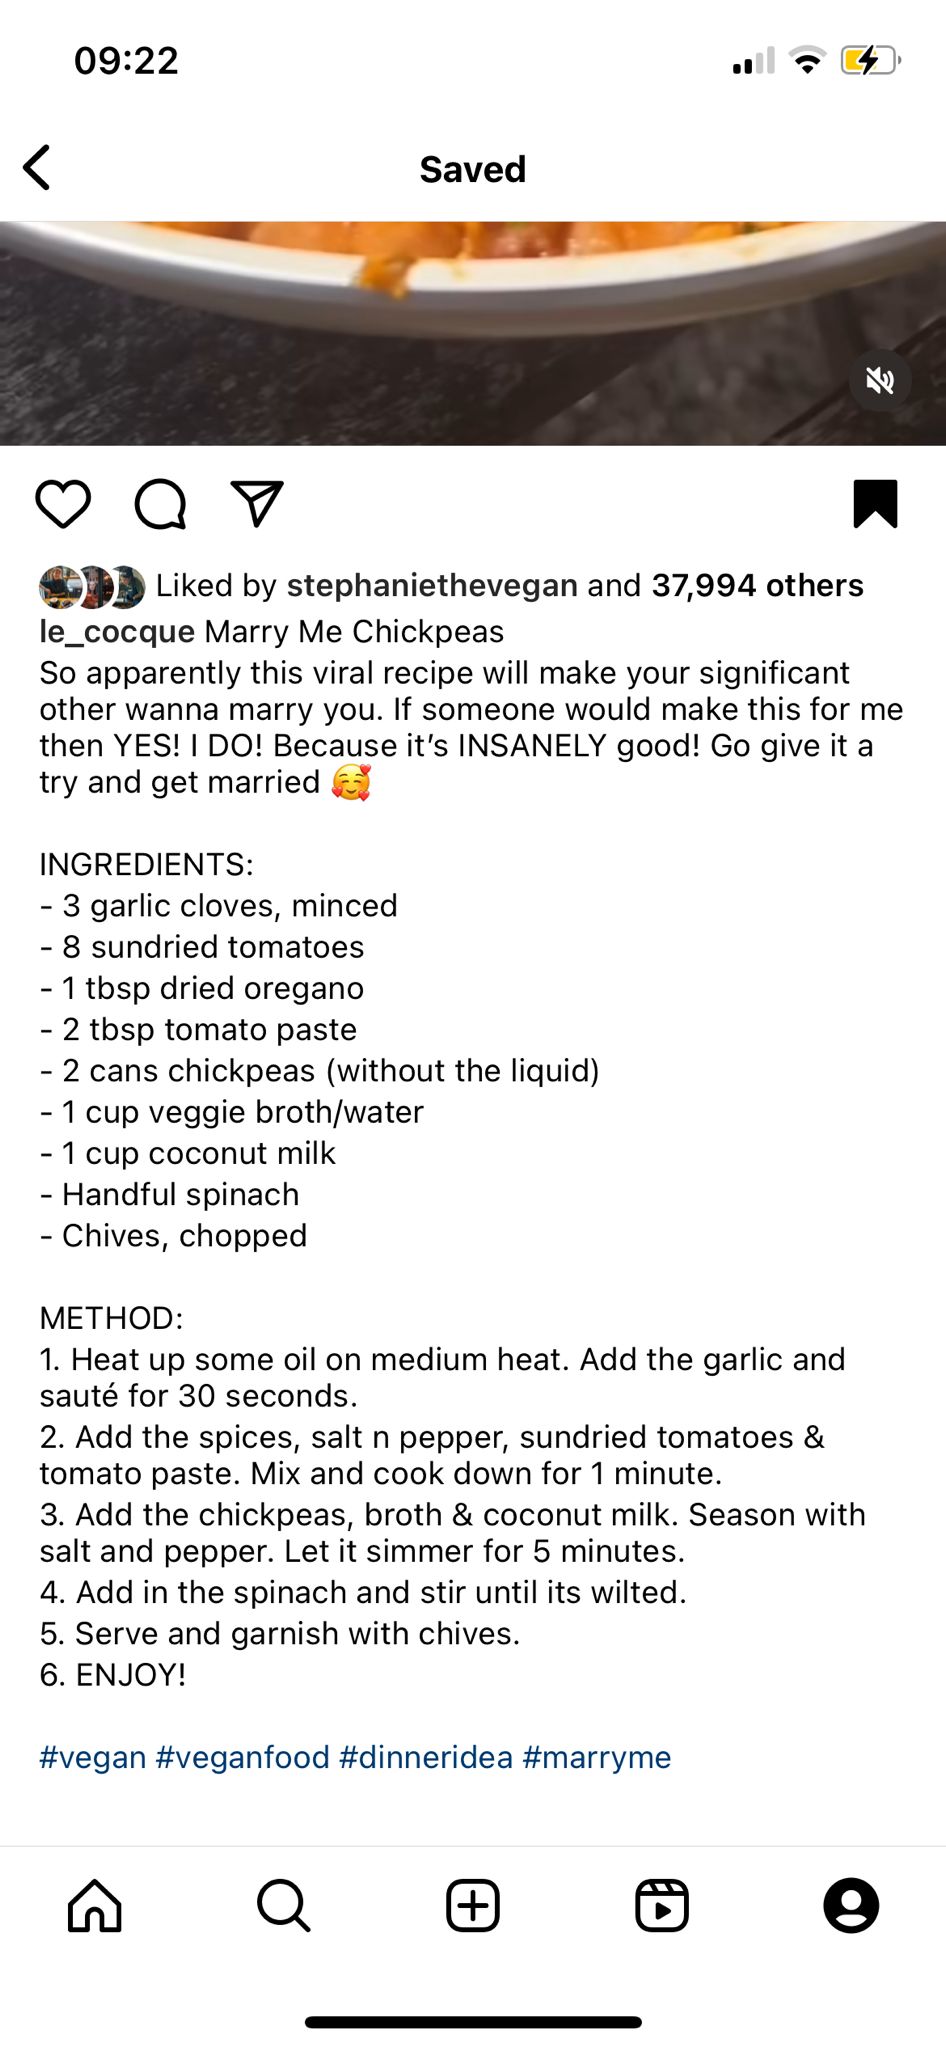 09:22
Saved
Liked by stephaniethevegan and 37,994 others
le_cocque Marry Me Chickpeas
So apparently this viral recipe will make your significant
other wanna marry you. If someone would make this for me
then YES! I DO! Because it’s INSANELY good! Go give it a
try and get married 🥰
INGREDIENTS:
- 3 garlic cloves, minced
- 8 sundried tomatoes
- 1 tbsp dried oregano
- 2 tbsp tomato paste
- 2 cans chickpeas (without the liquid)
- 1 cup veggie broth/water
- 1 cup coconut milk
- Handful spinach
- Chives, chopped
METHOD:
1. Heat up some oil on medium heat. Add the garlic and
sauté for 30 seconds.
2. Add the spices, salt n pepper, sundried tomatoes &
tomato paste. Mix and cook down for 1 minute.
3. Add the chickpeas, broth & coconut milk. Season with
salt and pepper. Let it simmer for 5 minutes.
4. Add in the spinach and stir until its wilted.
5. Serve and garnish with chives.
6. ENJOY!
#vegan #veganfood #dinneridea #marryme